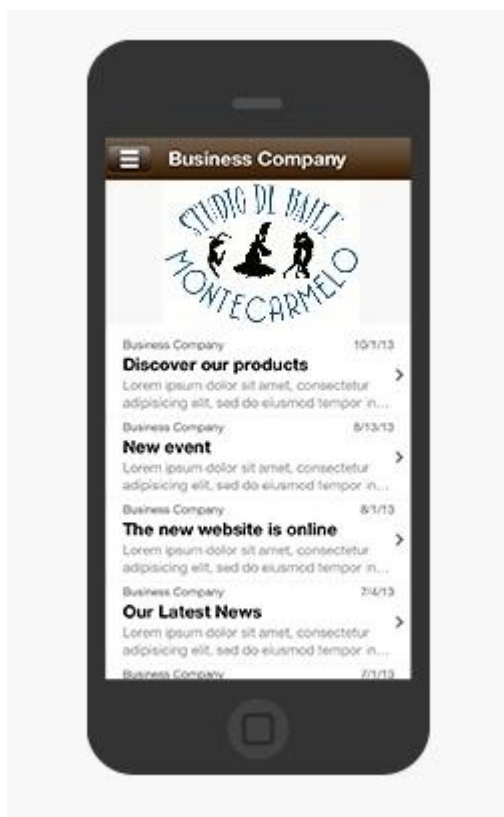 Business Company
STUDIO DE BAILE
MONTECARMELO
Business Company 10/1/13
Discover our products
Lorem ipsum dolor sit amet, consectetur
adipisicing elit, sed do eiusmod tempor in...
Business Company 8/13/13
New event
Lorem ipsum dolor sit amet, consectetur
adipisicing elit, sed do eiusmod tempor in...
Business Company 8/1/13
The new website is online
Lorem ipsum dolor sit amet, consectetur
adipisicing elit, sed do eiusmod tempor in...
Business Company 7/4/13
Our Latest News
Lorem ipsum dolor sit amet, consectetur
adipisicing elit, sed do eiusmod tempor in...
Business Company 7/1/13